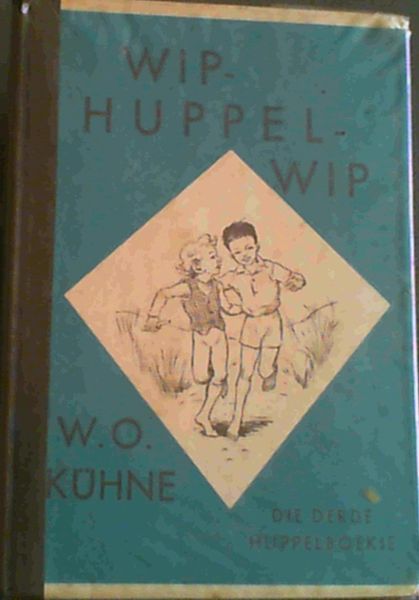 WIP-
HUPPEL-
WIP
W.O.
KÜHNE
DIE DERDE
HUPPELBOEKIE